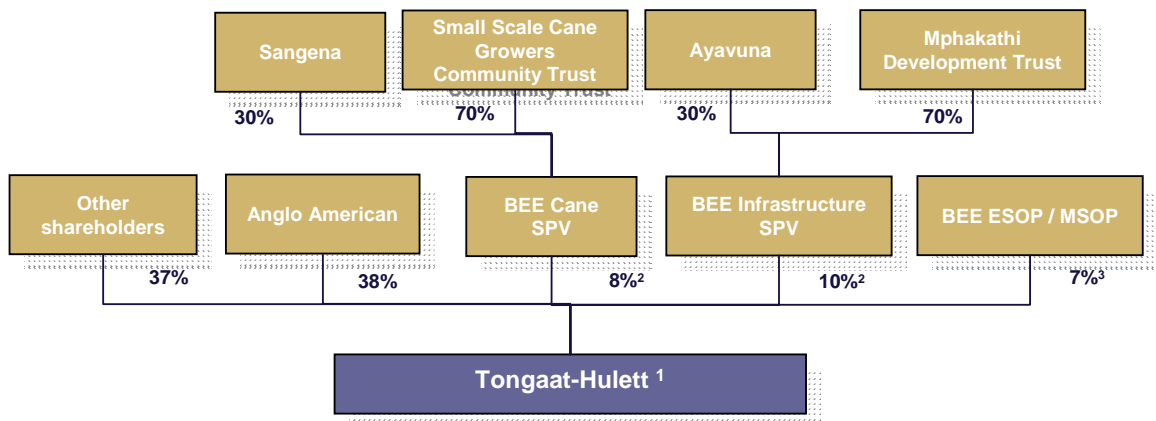 Sangena
Small Scale Cane
Growers
Community Trust
Community Trust
Ayavuna
Mphakathi
Development Trust
30%
70%
30%
70%
Other
shareholders
Anglo American
BEE Cane
SPV
BEE Infrastructure
SPV
BEE ESOP / MSOP
37%
38%
8%²
10%²
7%³
Tongaat-Hulett ¹